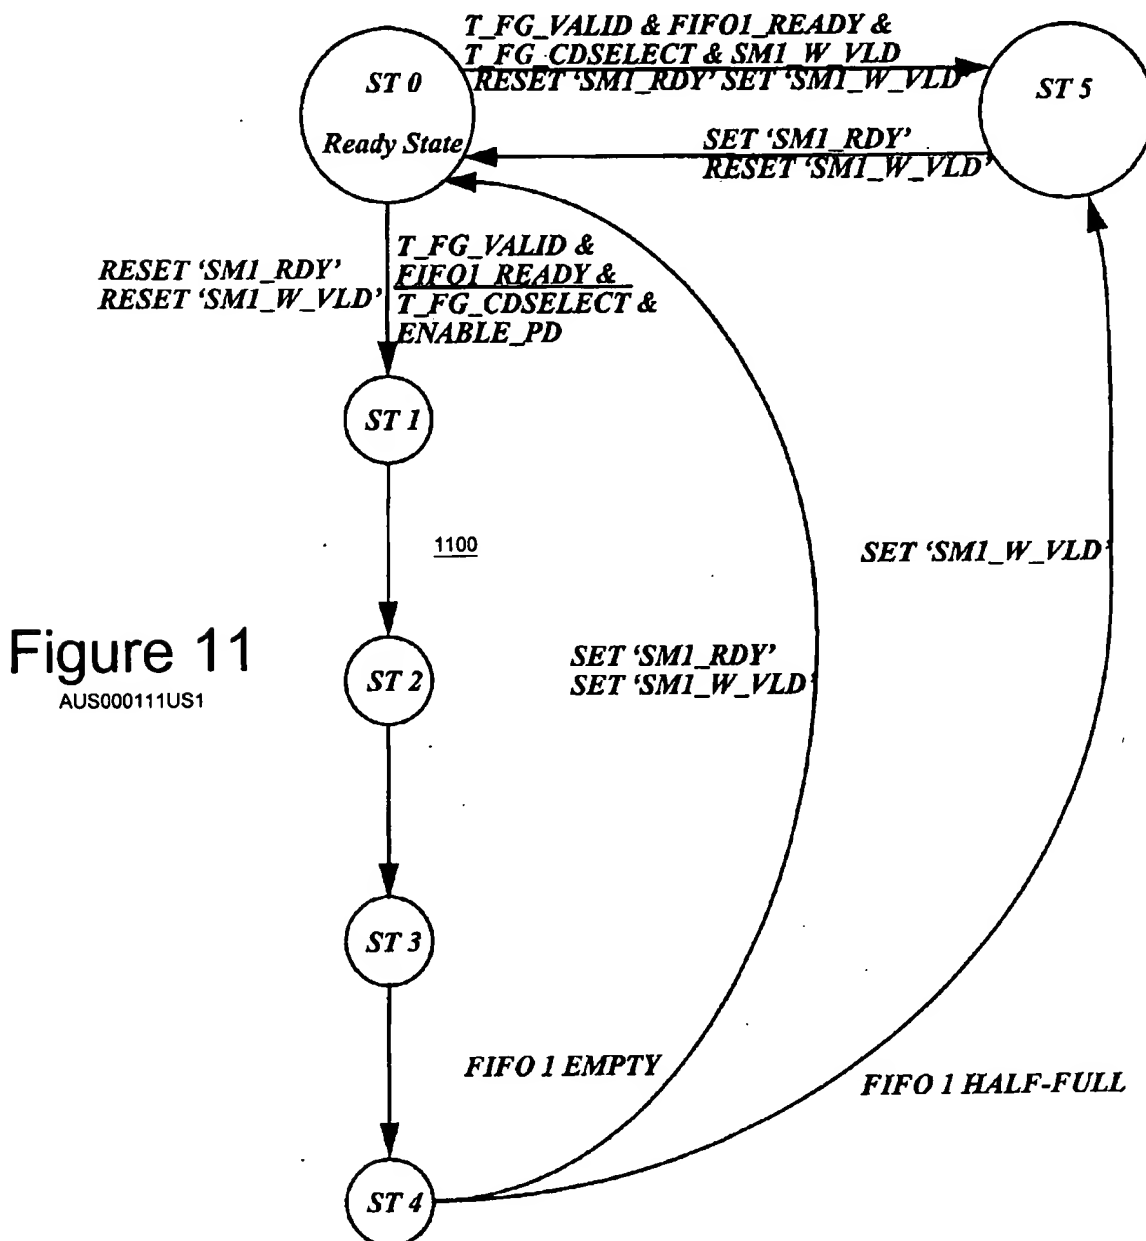 T_FG_VALID & FIFO1_READY &
T_FG_CDSELECT & SM1_W_VLD
RESET 'SM1_RDY' SET 'SM1_W_VLD
ST 0
Ready State
ST 5
SET 'SM1_RDY'
RESET 'SM1_W_VLD'
RESET 'SM1_RDY'
RESET 'SM1_W_VLD'
T_FG_VALID &
FIFO1_READY &
T_FG_CDSELECT &
ENABLE_PD
ST 1
1100
SET 'SM1_W_VLD'
Figure 11
AUS000111US1
ST 2
SET 'SM1_RDY'
SET 'SM1_W_VLD'
ST 3
FIFO 1 EMPTY
FIFO 1 HALF-FULL
ST 4